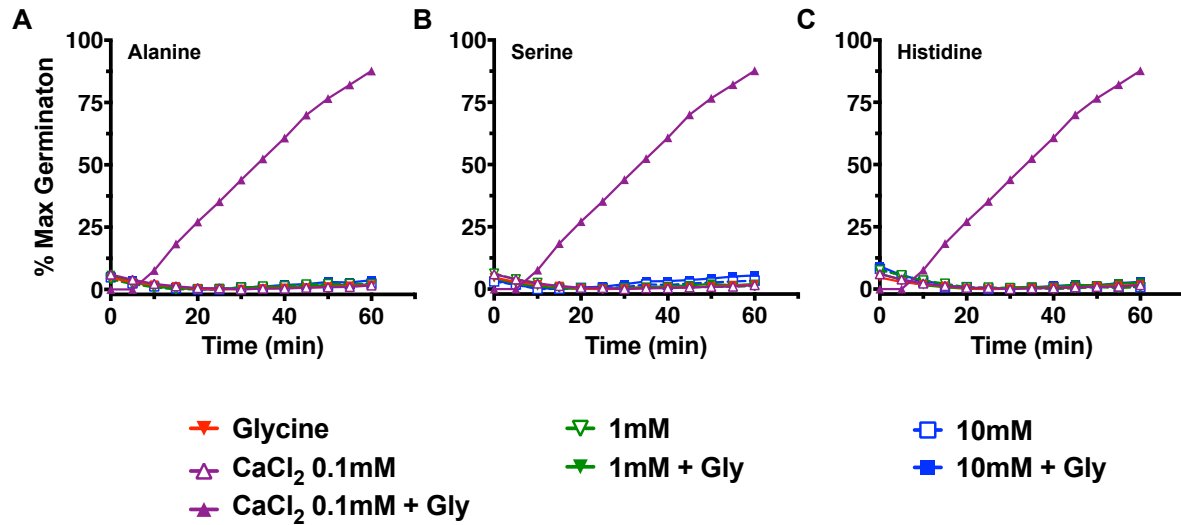 A
B
C
Alanine
Serine
Histidine
% Max Germinaton
100
75
50
25
0
0
20
40
60
Time (min)
100
75
50
25
0
0
20
40
60
Time (min)
100
75
50
25
0
0
20
40
60
Time (min)
Glycine
CaCl₂ 0.1mM
CaCl₂ 0.1mM + Gly
1mM
1mM + Gly
10mM
10mM + Gly